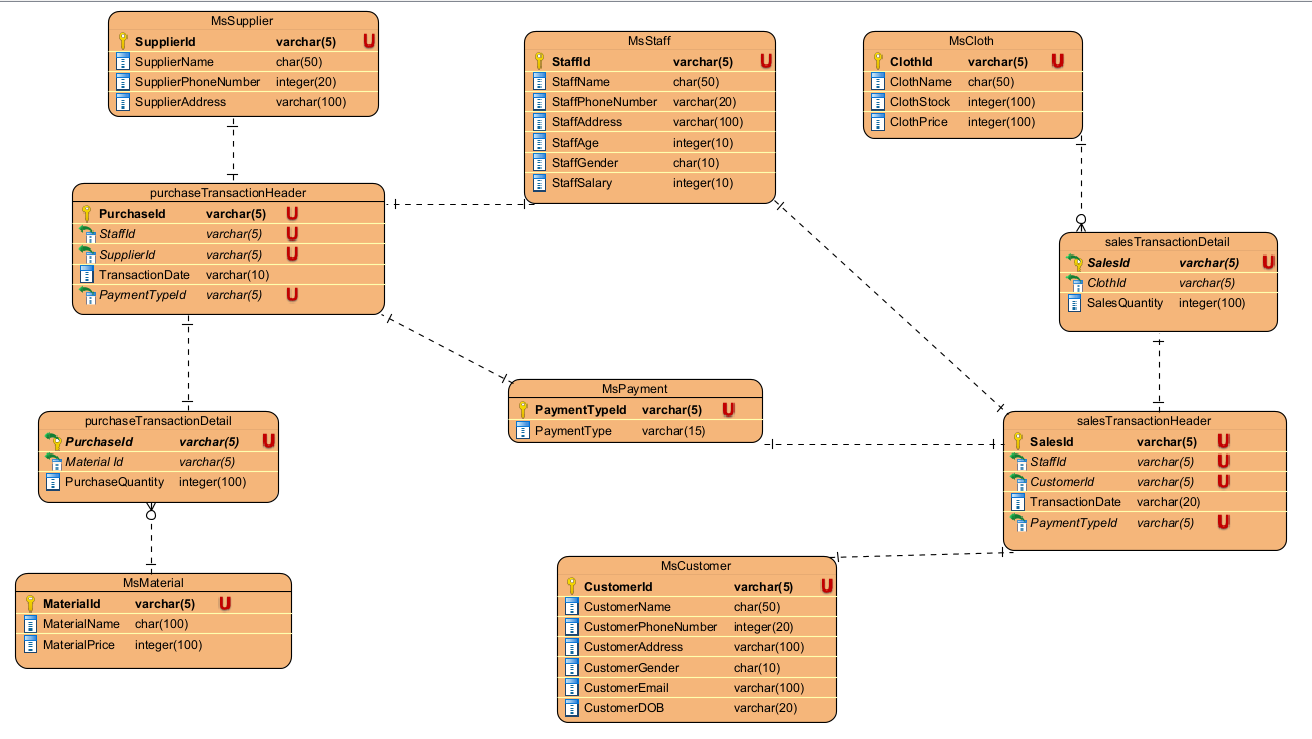 MsSupplier
SupplierId varchar(5) U
SupplierName char(50)
SupplierPhoneNumber integer(20)
SupplierAddress varchar(100)
MsStaff
StaffId varchar(5) U
StaffName char(50)
StaffPhoneNumber varchar(20)
StaffAddress varchar(100)
StaffAge integer(10)
StaffGender char(10)
StaffSalary integer(10)
MsCloth
ClothId varchar(5) U
ClothName char(50)
ClothStock integer(100)
ClothPrice integer(100)
purchaseTransactionHeader
PurchaseId varchar(5) U
StaffId varchar(5) U
SupplierId varchar(5) U
TransactionDate varchar(10)
PaymentTypeId varchar(5) U
salesTransactionDetail
SalesId varchar(5) U
ClothId varchar(5)
SalesQuantity integer(100)
MsPayment
PaymentTypeId varchar(5) U
PaymentType varchar(15)
purchaseTransactionDetail
PurchaseId varchar(5) U
Material Id varchar(5)
PurchaseQuantity integer(100)
salesTransactionHeader
SalesId varchar(5) U
StaffId varchar(5) U
CustomerId varchar(5) U
TransactionDate varchar(20)
PaymentTypeId varchar(5) U
MsMaterial
MaterialId varchar(5) U
MaterialName char(100)
MaterialPrice integer(100)
MsCustomer
CustomerId varchar(5) U
CustomerName char(50)
CustomerPhoneNumber integer(20)
CustomerAddress varchar(100)
CustomerGender char(10)
CustomerEmail varchar(100)
CustomerDOB varchar(20)